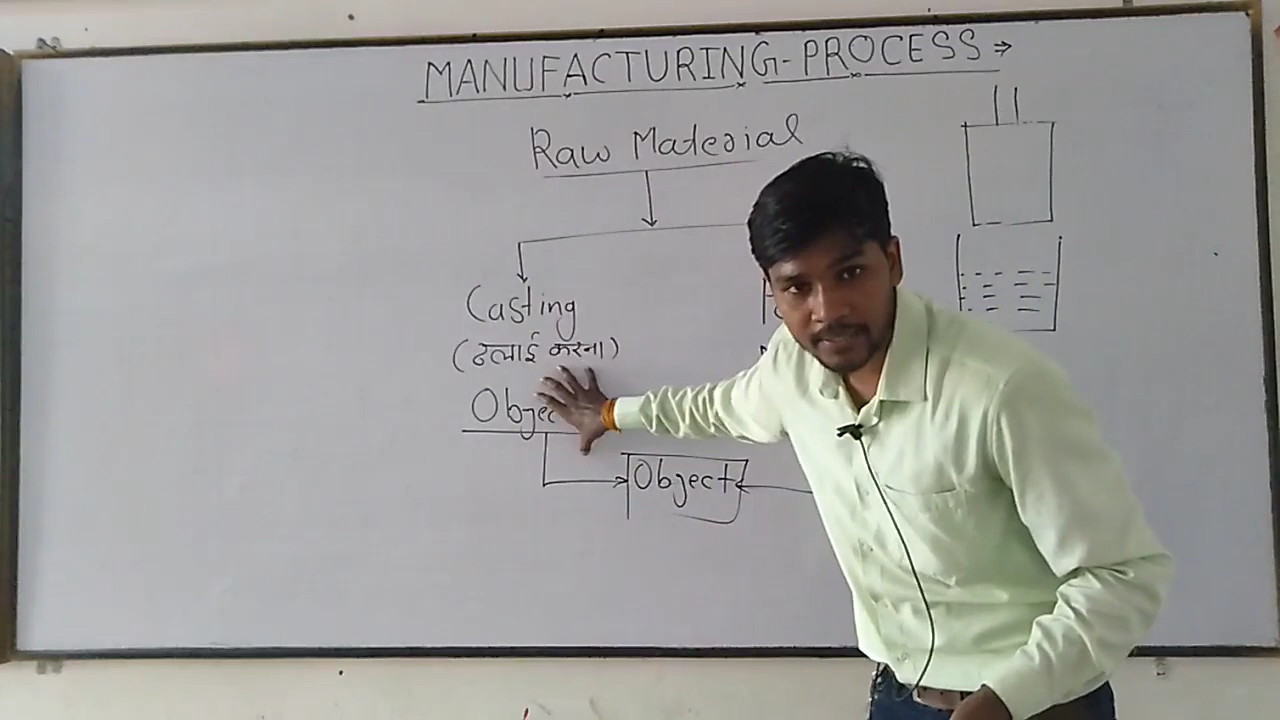 MANUFACTURING-PROCESS ⇒
Raw Material
Casting
(ढलाई करना)
Object